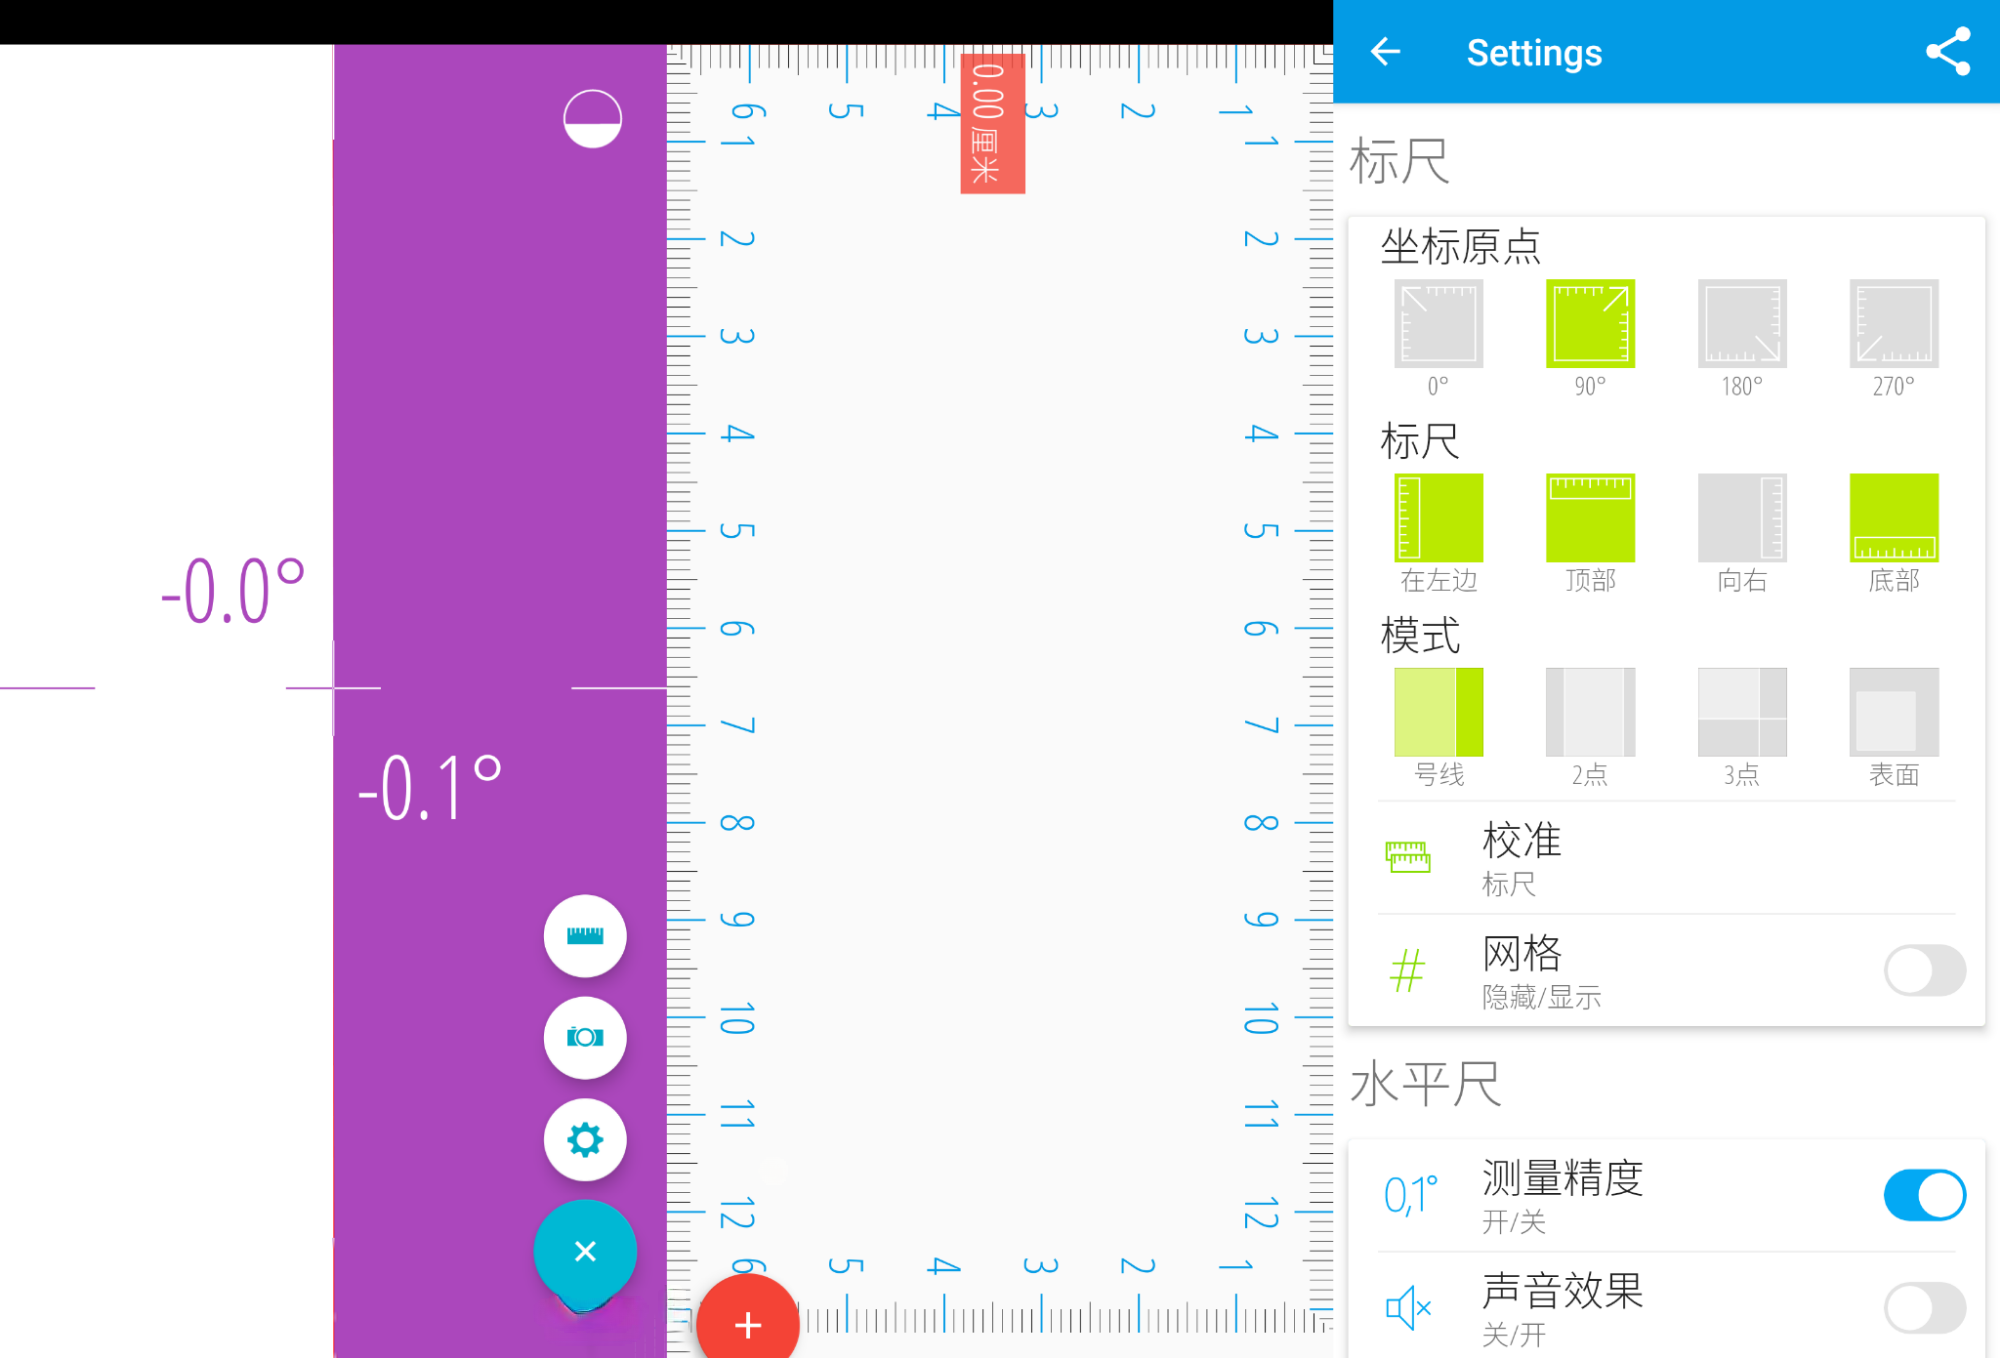 -0.0°
-0.1°
6 5 4 3 2 1
0.00 厘米
1 1
2 2
3 3
4 4
5 5
6 6
7 7
8 8
9 9
10 10
11 11
12 12
6 5 4 3 2 1
Settings
标尺
坐标原点
0° 90° 180° 270°
标尺
在左边 顶部 向右 底部
模式
号线 2点 3点 表面
校准
标尺
网格
隐藏/显示
水平尺
0,1° 测量精度
开/关
声音效果
关/开